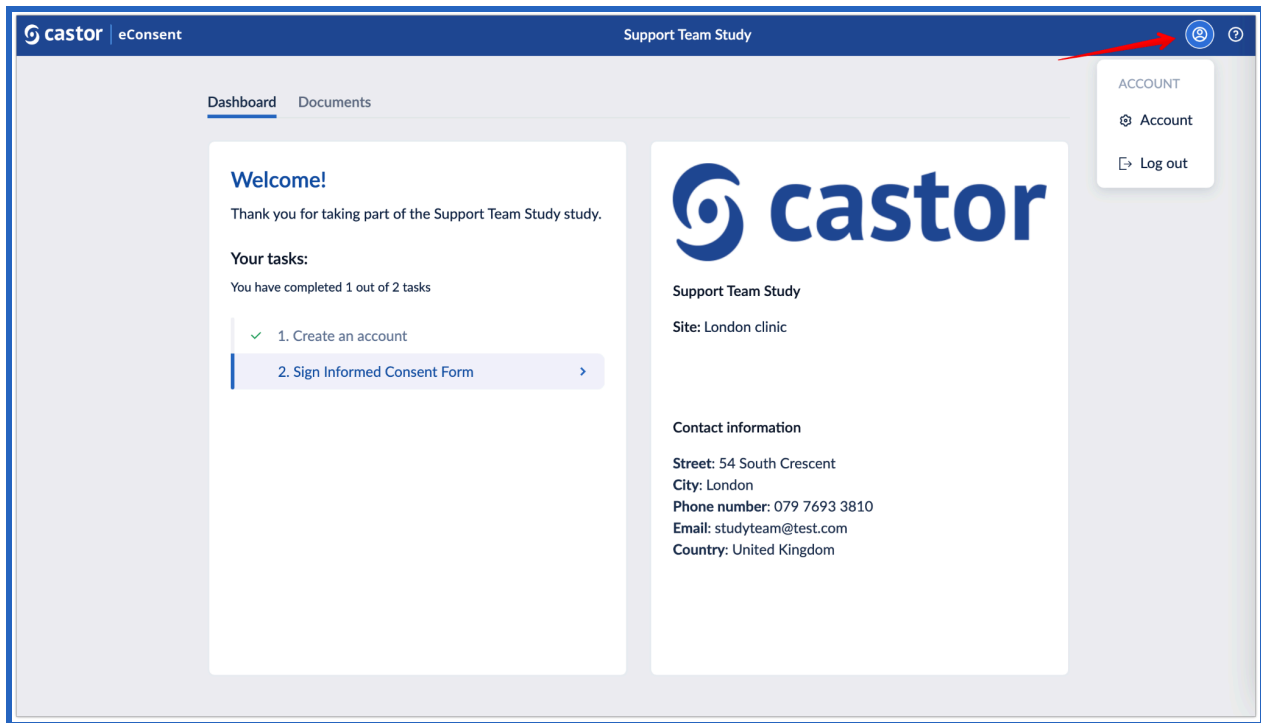 castor eConsent
Support Team Study
ACCOUNT
Account
Log out
Dashboard Documents
Welcome!
Thank you for taking part of the Support Team Study study.
Your tasks:
You have completed 1 out of 2 tasks
1. Create an account
2. Sign Informed Consent Form
castor
Support Team Study
Site: London clinic
Contact information
Street: 54 South Crescent
City: London
Phone number: 079 7693 3810
Email: studyteam@test.com
Country: United Kingdom